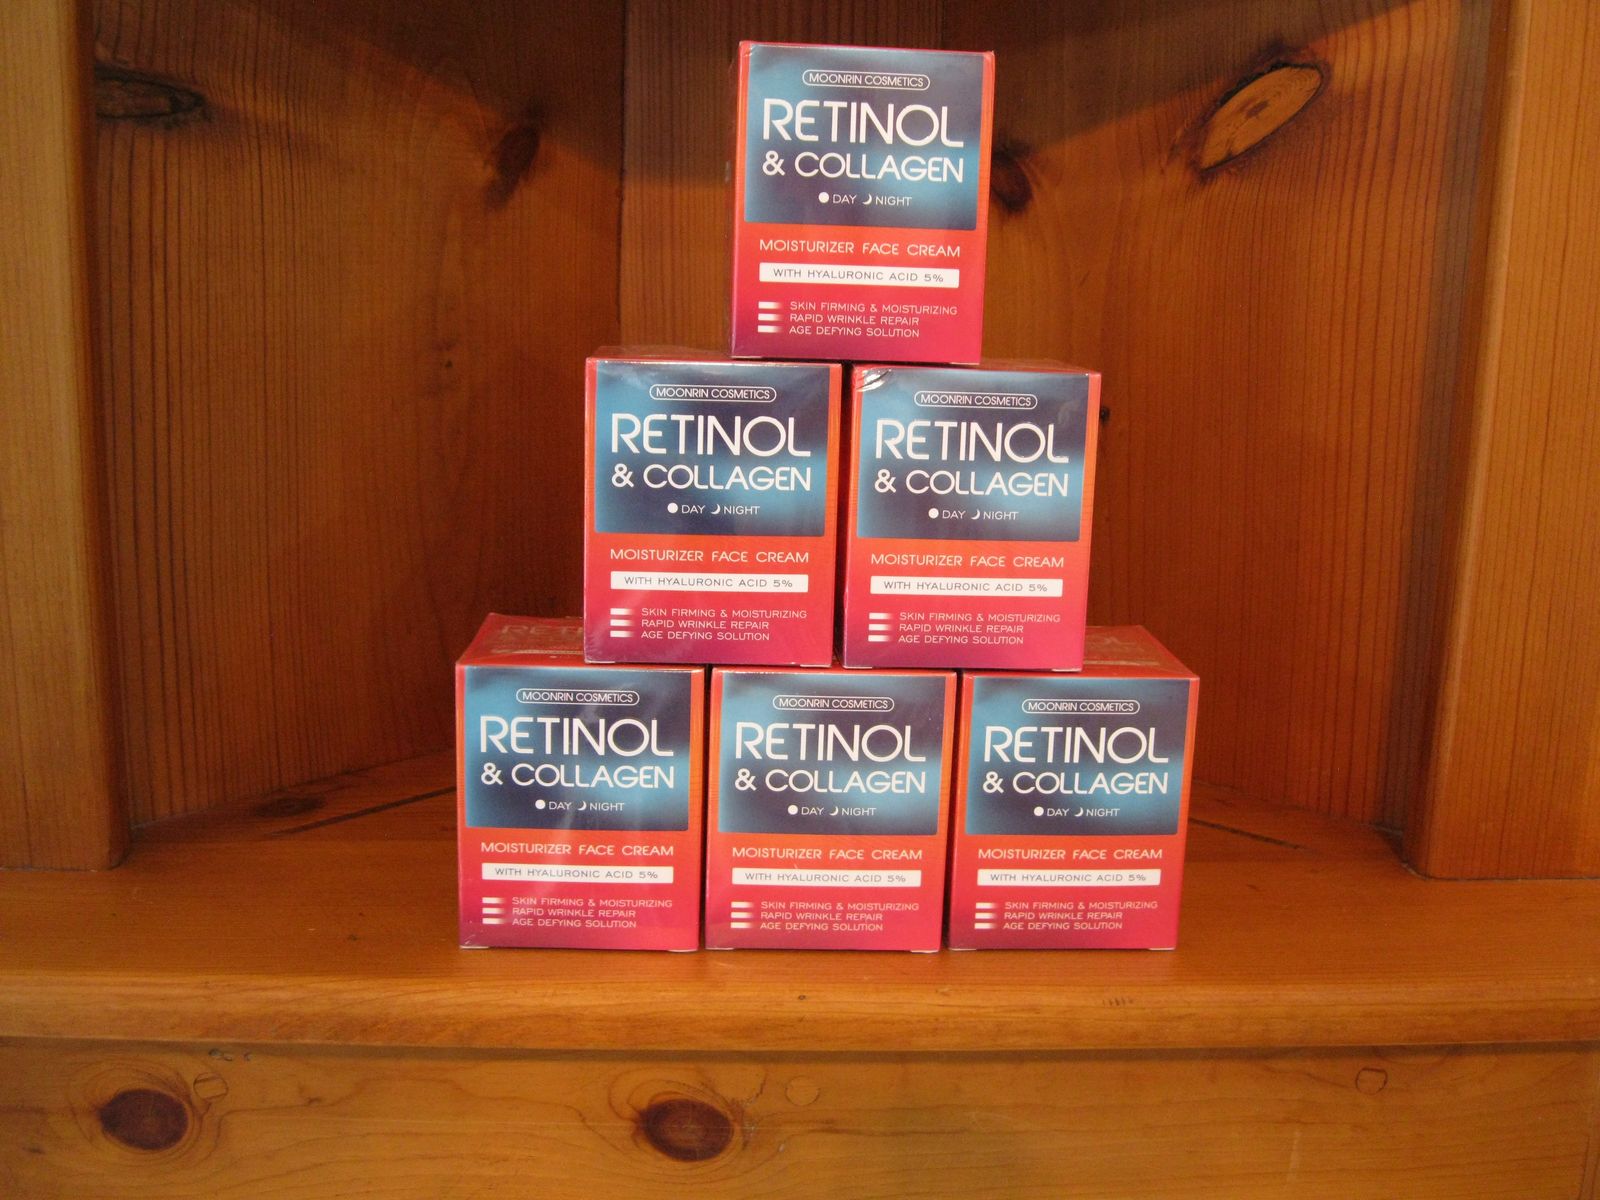 MOONRIN COSMETICS
RETINOL
& COLLAGEN
DAY NIGHT
MOISTURIZER FACE CREAM
WITH HYALURONIC ACID 5%
SKIN FIRMING & MOISTURIZING
RAPID WRINKLE REPAIR
AGE DEFYING SOLUTION
MOONRIN COSMETICS
RETINOL
& COLLAGEN
DAY NIGHT
MOISTURIZER FACE CREAM
WITH HYALURONIC ACID 5%
SKIN FIRMING & MOISTURIZING
RAPID WRINKLE REPAIR
AGE DEFYING SOLUTION
MOONRIN COSMETICS
RETINOL
& COLLAGEN
DAY NIGHT
MOISTURIZER FACE CREAM
WITH HYALURONIC ACID 5%
SKIN FIRMING & MOISTURIZING
RAPID WRINKLE REPAIR
AGE DEFYING SOLUTION
MOONRIN COSMETICS
RETINOL
& COLLAGEN
DAY NIGHT
MOISTURIZER FACE CREAM
WITH HYALURONIC ACID 5%
SKIN FIRMING & MOISTURIZING
RAPID WRINKLE REPAIR
AGE DEFYING SOLUTION
MOONRIN COSMETICS
RETINOL
& COLLAGEN
DAY NIGHT
MOISTURIZER FACE CREAM
WITH HYALURONIC ACID 5%
SKIN FIRMING & MOISTURIZING
RAPID WRINKLE REPAIR
AGE DEFYING SOLUTION
MOONRIN COSMETICS
RETINOL
& COLLAGEN
DAY NIGHT
MOISTURIZER FACE CREAM
WITH HYALURONIC ACID 5%
SKIN FIRMING & MOISTURIZING
RAPID WRINKLE REPAIR
AGE DEFYING SOLUTION